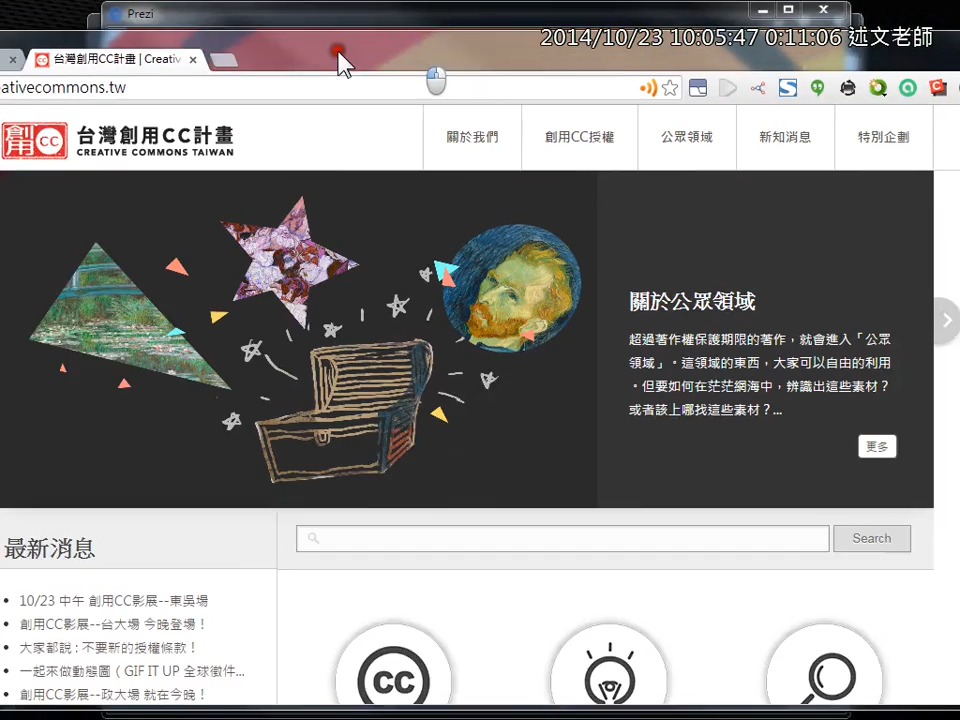 Prezi
2014/10/23 10:05:47 0:11:06 述文老師
台灣創用CC計畫 | Creativ
eativecommons.tw
創用 CC
台灣創用CC計畫
CREATIVE COMMONS TAIWAN
關於我們
創用CC授權
公眾領域
新知消息
特別企劃
關於公眾領域
超過著作權保護期限的著作，就會進入「公眾
領域」。這領域的東西，大家可以自由的利用
。但要如何在茫茫網海中，辨識出這些素材？
或者該上哪找這些素材？...
更多
最新消息
Search
10/23 中午 創用CC影展--東吳場
創用CC影展--台大場 今晚登場！
大家都說 : 不要新的授權條款！
一起來做動態圖（GIF IT UP 全球徵件...
創用CC影展--政大場 就在今晚！
CC